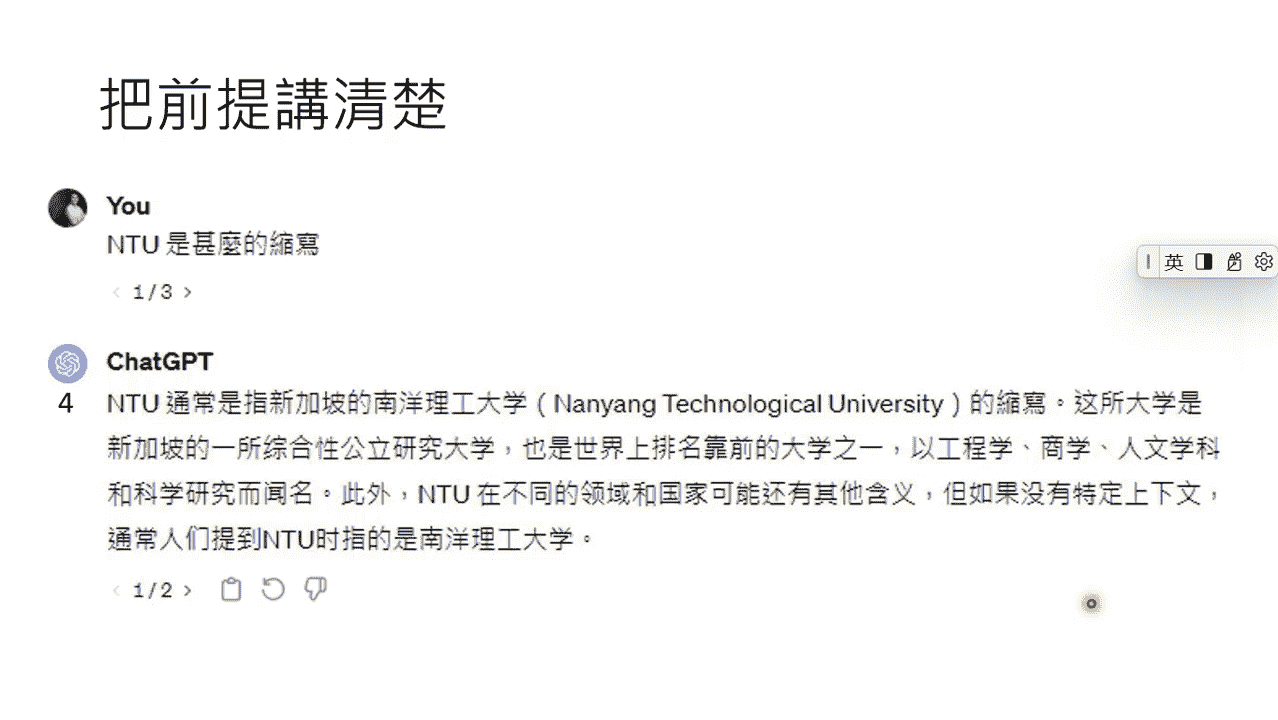 把前提講清楚
You
NTU 是甚麼的縮寫
1/3
英
ChatGPT
4
NTU 通常是指新加坡的南洋理工大学（Nanyang Technological University）的縮寫。这所大学是
新加坡的一所综合性公立研究大学，也是世界上排名靠前的大学之一，以工程学、商学、人文学科
和科学研究而闻名。此外，NTU 在不同的领域和国家可能还有其他含义，但如果没有特定上下文，
通常人们提到NTU时指的是南洋理工大学。
1/2